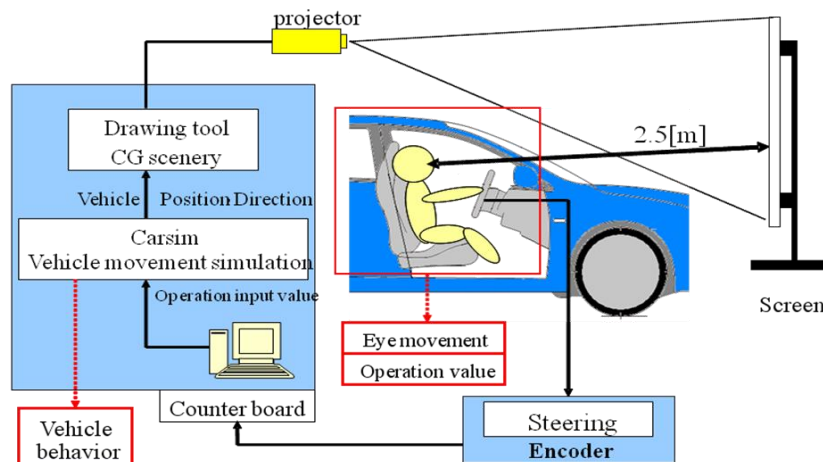 projector
Drawing tool
CG scenery
2.5[m]
Vehicle Position·Direction
Carsim
Vehicle movement simulation
Operation input value
Screen
Eye movement
Operation value
Counter board
Steering
Encoder
Vehicle
behavior